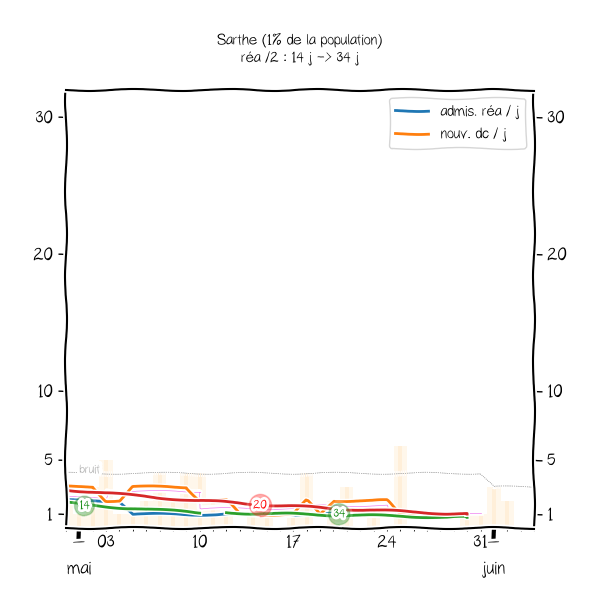 Sarthe (1% de la population)
réa /2 : 14 j -> 34 j
admis. réa / j
nouv. dc / j
30
30
20
20
10
10
5
5
bruit
14
20
34
1
1
03
10
17
24
31
mai
juin